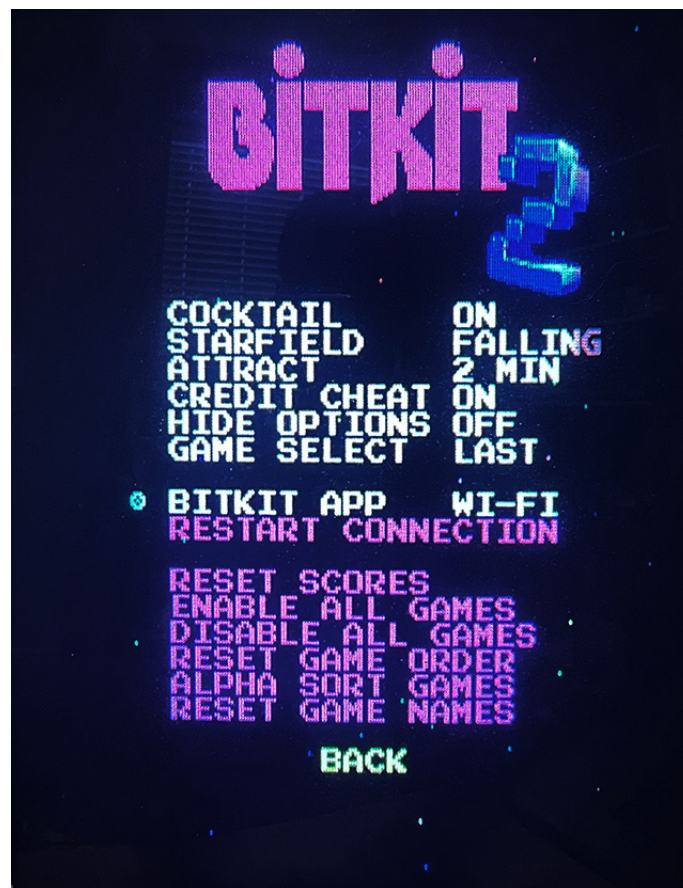 BiTKiT
2
COCKTAIL ON
STARFIELD FALLING
ATTRACT 2 MIN
CREDIT CHEAT ON
HIDE OPTIONS OFF
GAME SELECT LAST
BITKIT APP WI-FI
RESTART CONNECTION
RESET SCORES
ENABLE ALL GAMES
DISABLE ALL GAMES
RESET GAME ORDER
ALPHA SORT GAMES
RESET GAME NAMES
BACK